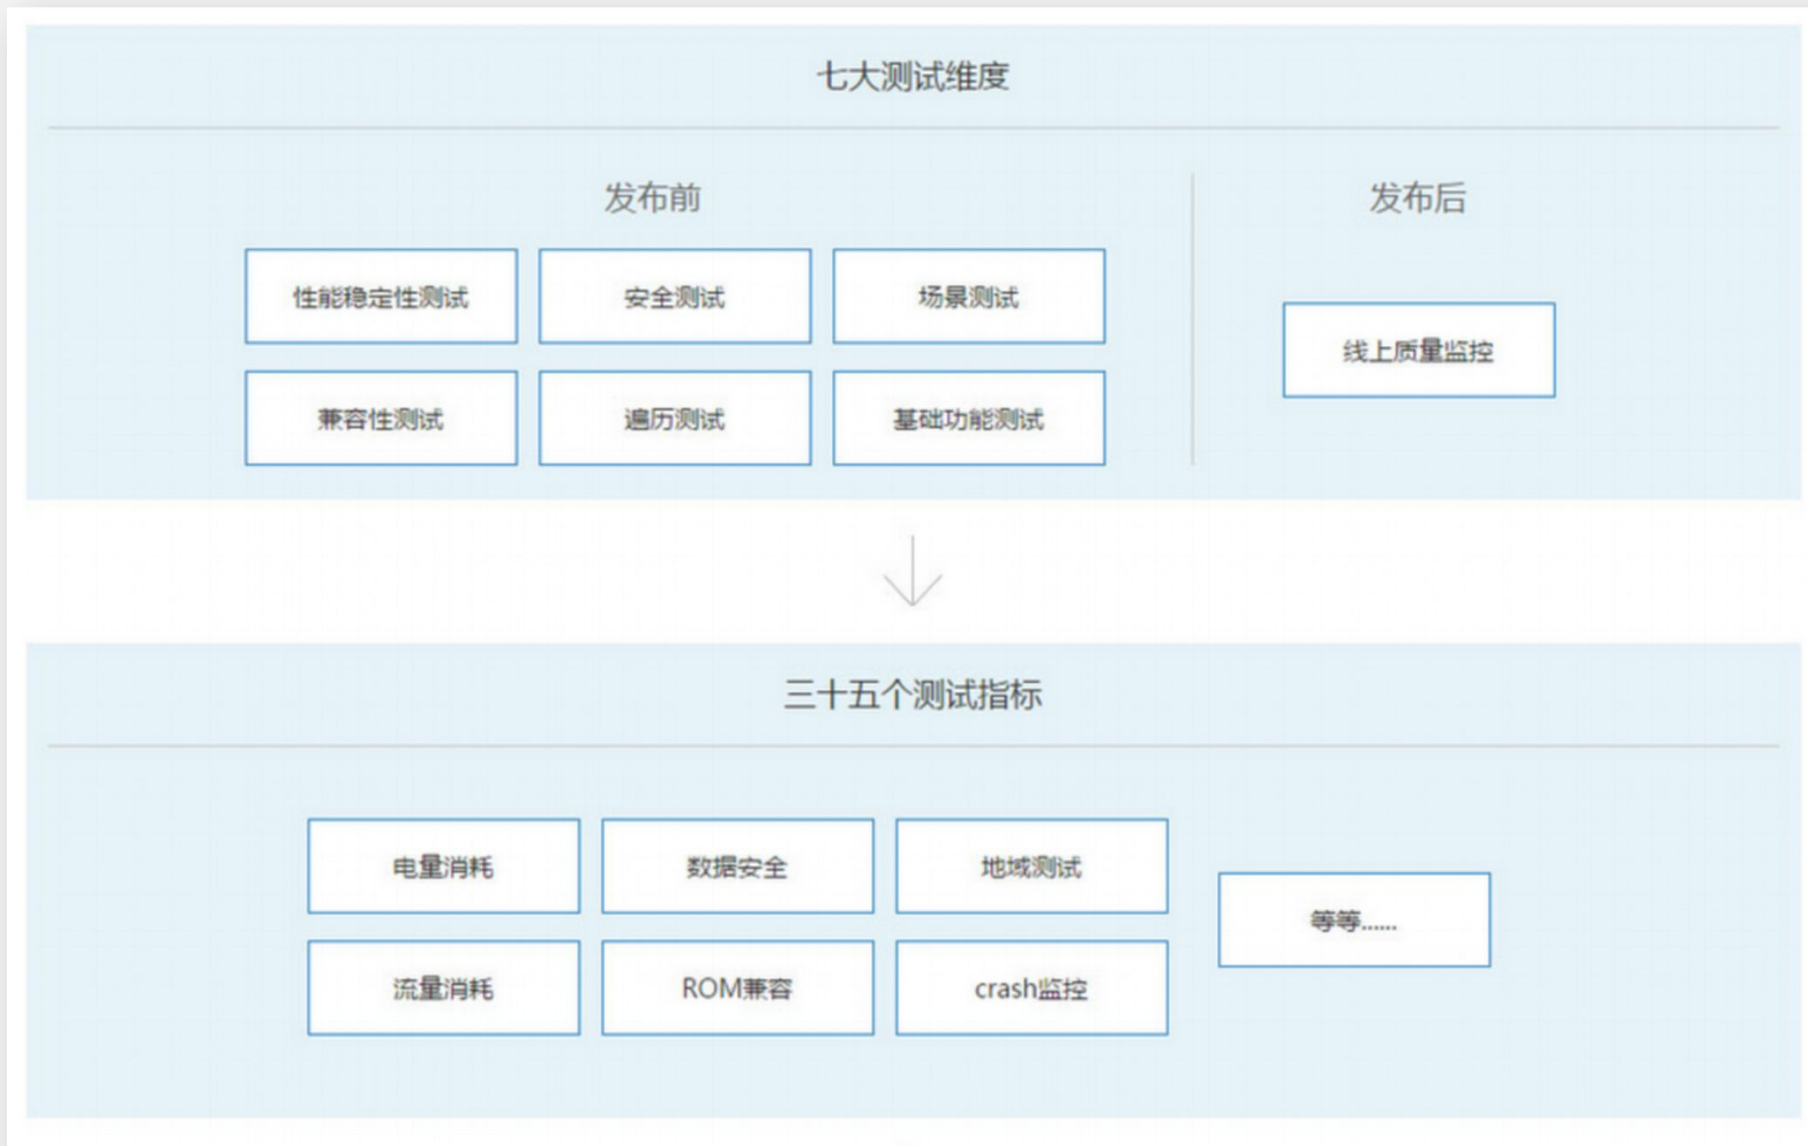 七大测试维度
发布前
发布后
性能稳定性测试
安全测试
场景测试
线上质量监控
兼容性测试
遍历测试
基础功能测试
三十五个测试指标
电量消耗
数据安全
地域测试
等等......
流量消耗
ROM兼容
crash监控